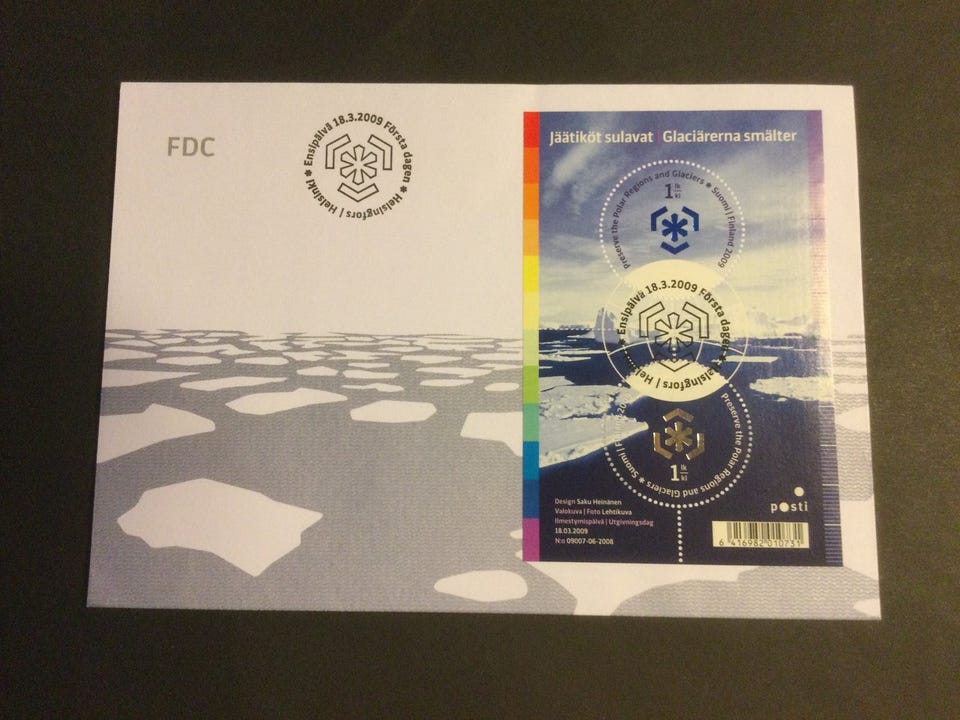 FDC
Ensipäivä 18.3.2009 Första dagen ✱ Helsingfors | Helsinki ✱
Jäätiköt sulavat Glaciärerna smälter
Preserve the Polar Regions and Glaciers ✱ Suomi | Finland 2009
1 lk
kl
Ensipäivä 18.3.2009 Första dagen ✱ Helsingfors |
Suomi | ✱ Preserve the Polar Regions and Glaciers
1 lk
kl
Design Saku Heinänen
Valokuva | Foto Lehtikuva
Ilmestymispäivä | Utgivningsdag
18.03.2009
N:o 09007-06-2008
posti
6 416982 010731